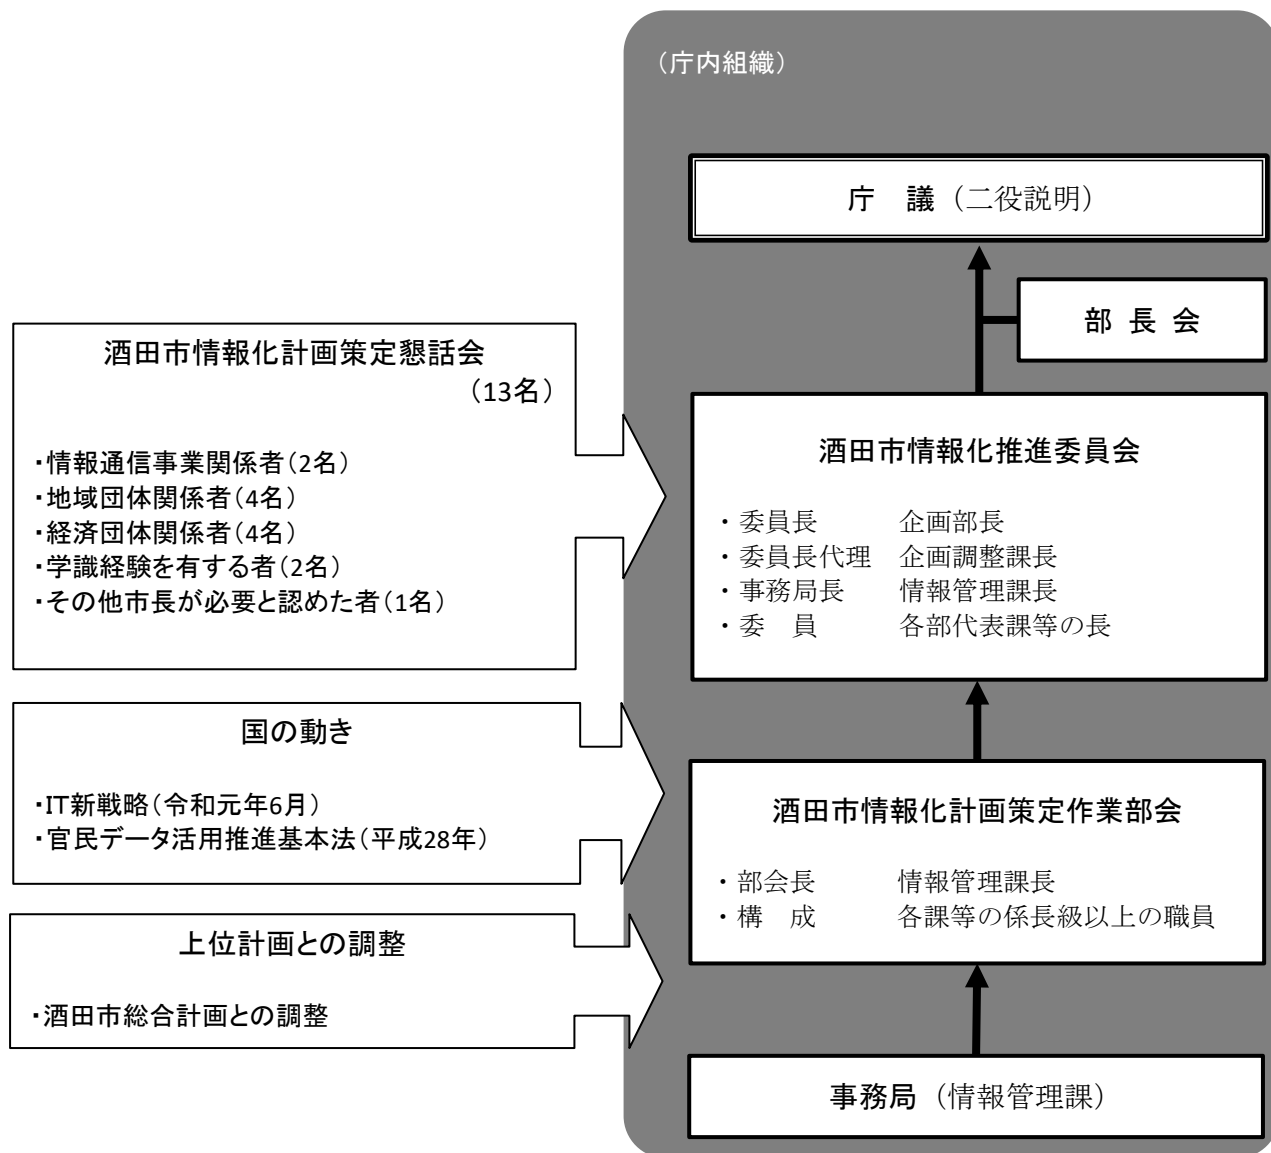 （庁内組織）
庁　議（二役説明）
部 長 会
酒田市情報化計画策定懇話会
（13名）
・情報通信事業関係者（2名）
・地域団体関係者（4名）
・経済団体関係者（4名）
・学識経験を有する者（2名）
・その他市長が必要と認めた者（1名）
酒田市情報化推進委員会
・委員長　　　企画部長
・委員長代理　企画調整課長
・事務局長　　情報管理課長
・委　員　　　各部代表課等の長
国の動き
・IT新戦略（令和元年6月）
・官民データ活用推進基本法（平成28年）
酒田市情報化計画策定作業部会
・部会長　　　情報管理課長
・構　成　　　各課等の係長級以上の職員
上位計画との調整
・酒田市総合計画との調整
事務局（情報管理課）